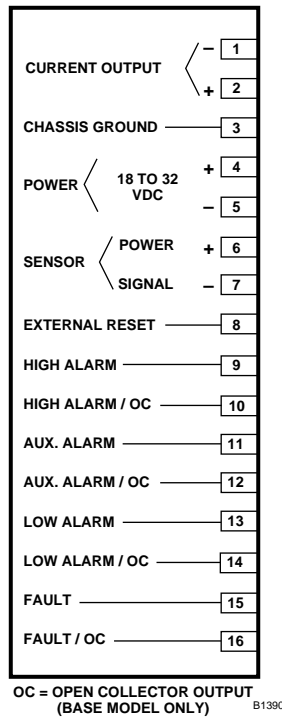 CURRENT OUTPUT
– 1
+ 2
CHASSIS GROUND 3
POWER 18 TO 32 VDC
+ 4
– 5
SENSOR
POWER + 6
SIGNAL – 7
EXTERNAL RESET 8
HIGH ALARM 9
HIGH ALARM / OC 10
AUX. ALARM 11
AUX. ALARM / OC 12
LOW ALARM 13
LOW ALARM / OC 14
FAULT 15
FAULT / OC 16
OC = OPEN COLLECTOR OUTPUT
(BASE MODEL ONLY) B1390